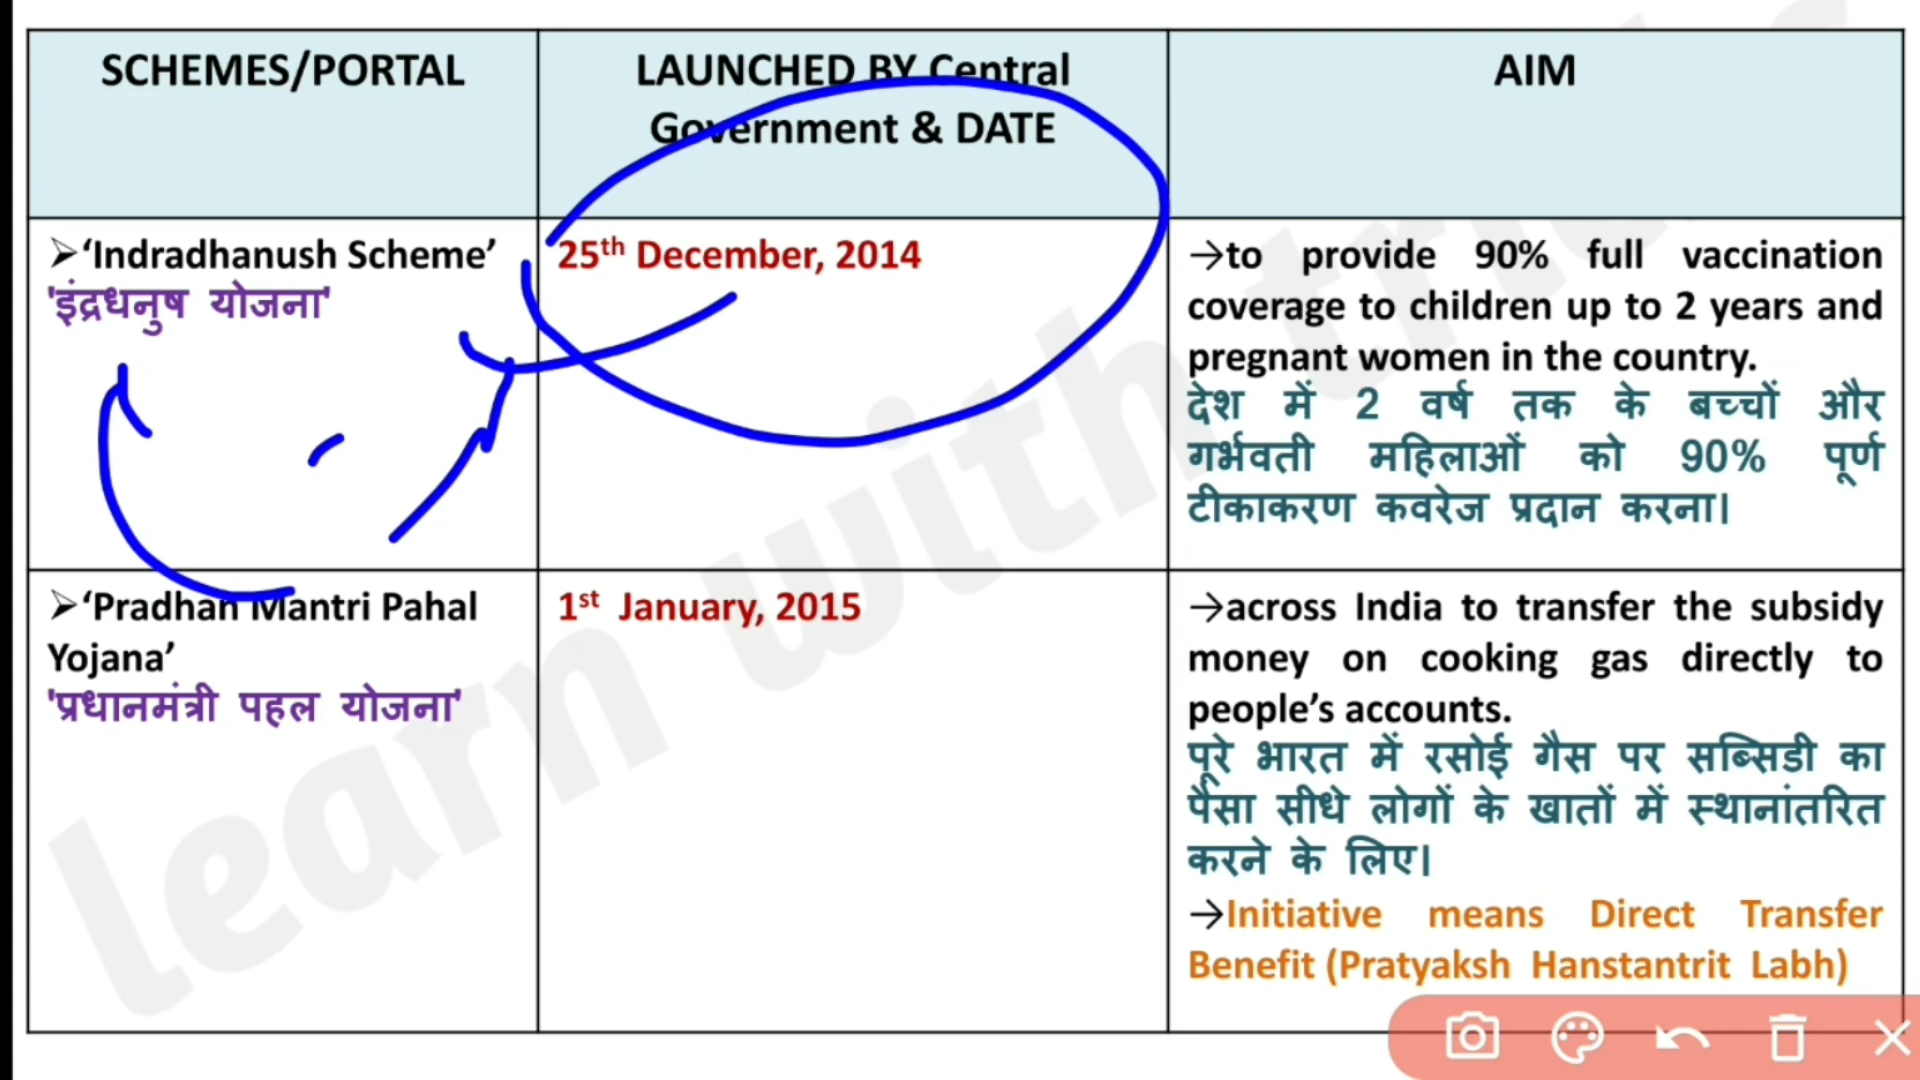 SCHEMES/PORTAL
LAUNCHED BY Central
Government & DATE
AIM
➢‘Indradhanush Scheme’
'इंद्रधनुष योजना'
25th December, 2014
→to provide 90% full vaccination
coverage to children up to 2 years and
pregnant women in the country.
देश में 2 वर्ष तक के बच्चों और
गर्भवती महिलाओं को 90% पूर्ण
टीकाकरण कवरेज प्रदान करना।
➢‘Pradhan Mantri Pahal
Yojana’
'प्रधानमंत्री पहल योजना'
1st January, 2015
→across India to transfer the subsidy
money on cooking gas directly to
people’s accounts.
पूरे भारत में रसोई गैस पर सब्सिडी का
पैसा सीधे लोगों के खातों में स्थानांतरित
करने के लिए।
→Initiative means Direct Transfer
Benefit (Pratyaksh Hanstantrit Labh)
learn with